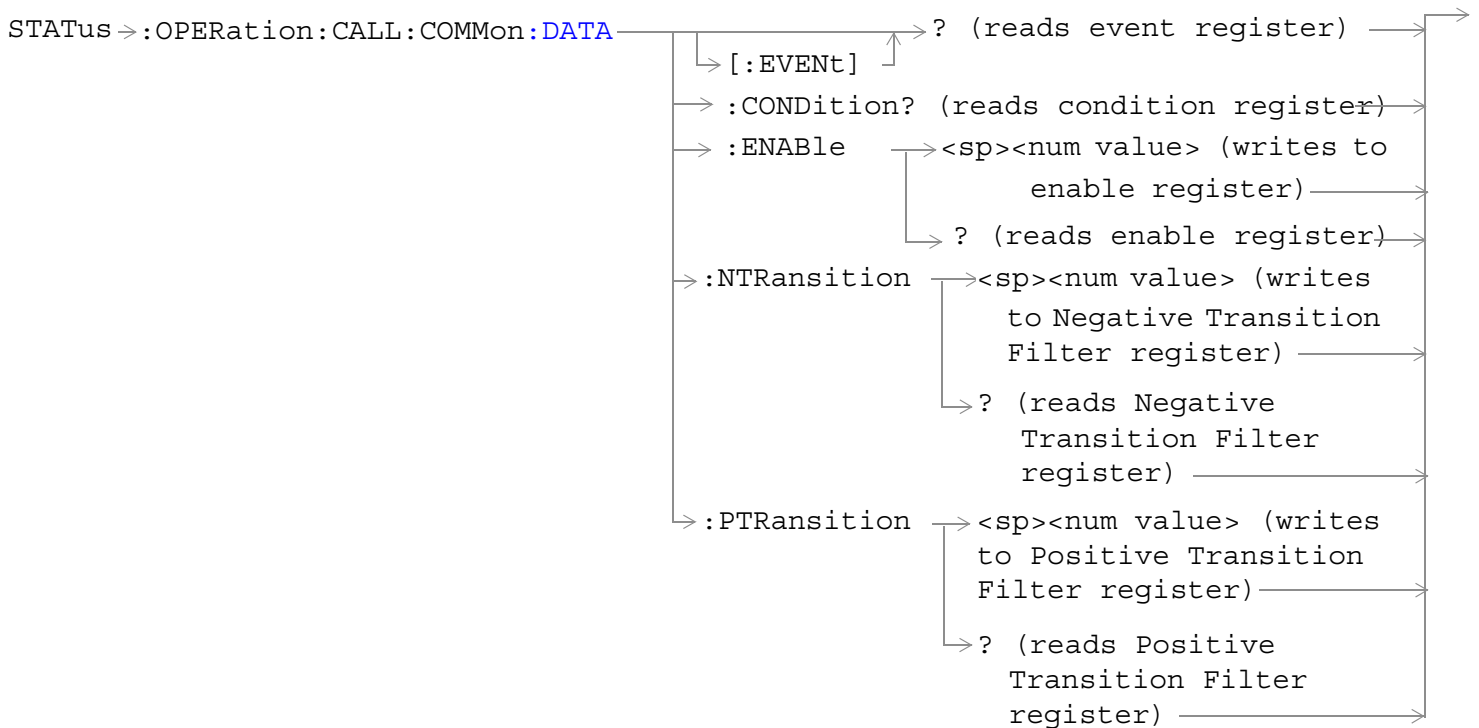 STATus :OPERation:CALL:COMMon:DATA ? (reads event register)
[:EVENt]
:CONDition? (reads condition register)
:ENABle <sp><num value> (writes to
enable register)
? (reads enable register)
:NTRansition <sp><num value> (writes
to Negative Transition
Filter register)
? (reads Negative
Transition Filter
register)
:PTRansition <sp><num value> (writes
to Positive Transition
Filter register)
? (reads Positive
Transition Filter
register)